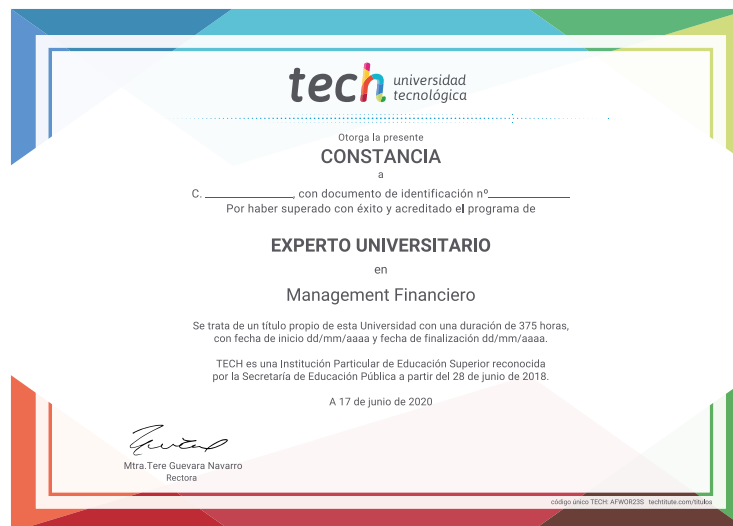 tech universidad
tecnológica
Otorga la presente
CONSTANCIA
a
C. ________________, con documento de identificación nº______________
Por haber superado con éxito y acreditado el programa de
EXPERTO UNIVERSITARIO
en
Management Financiero
Se trata de un título propio de esta Universidad con una duración de 375 horas,
con fecha de inicio dd/mm/aaaa y fecha de finalización dd/mm/aaaa.
TECH es una Institución Particular de Educación Superior reconocida
por la Secretaría de Educación Pública a partir del 28 de junio de 2018.
A 17 de junio de 2020
Mtra.Tere Guevara Navarro
Rectora
código único TECH: AFWOR23S techtitute.com/titulos